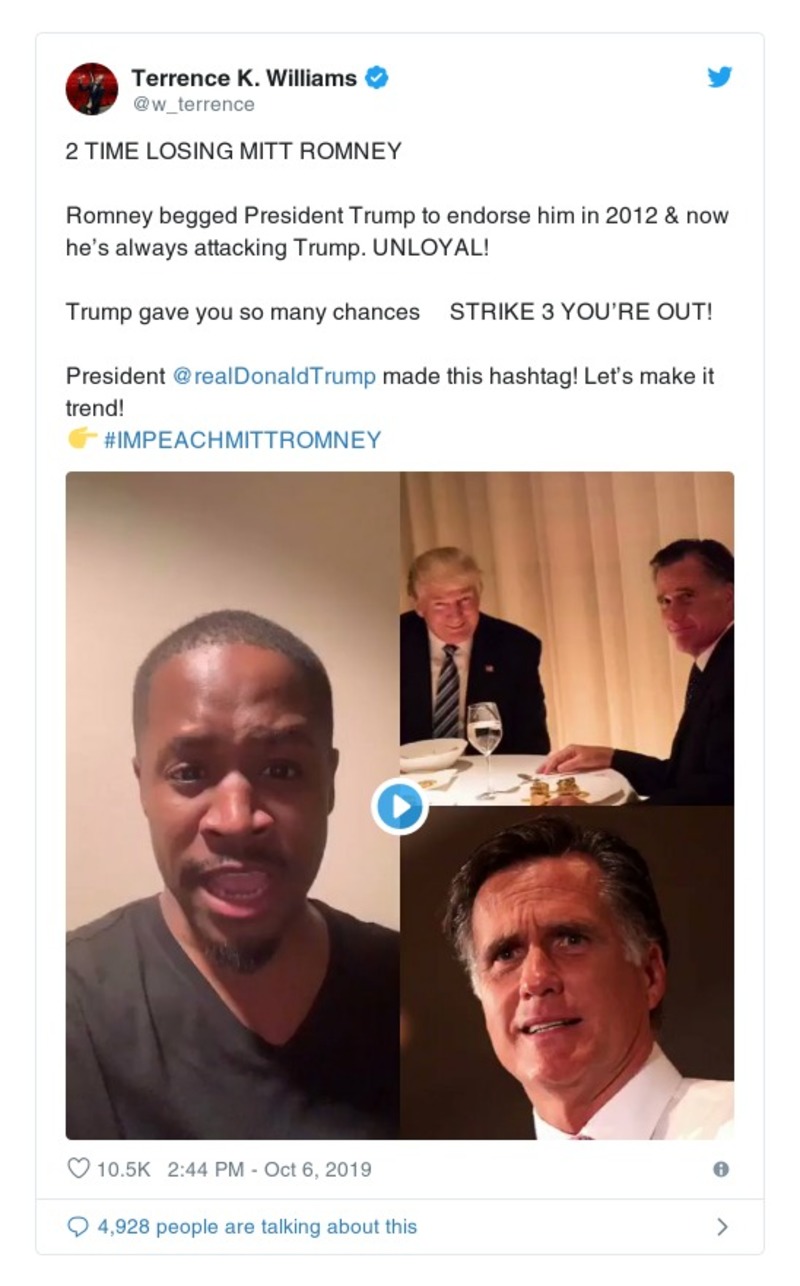 Terrence K. Williams
@w_terrence
2 TIME LOSING MITT ROMNEY
Romney begged President Trump to endorse him in 2012 & now
he's always attacking Trump. UNLOYAL!
Trump gave you so many chances STRIKE 3 YOU'RE OUT!
President @realDonaldTrump made this hashtag! Let's make it
trend!
👉 #IMPEACHMITTROMNEY
10.5K 2:44 PM - Oct 6, 2019
4,928 people are talking about this